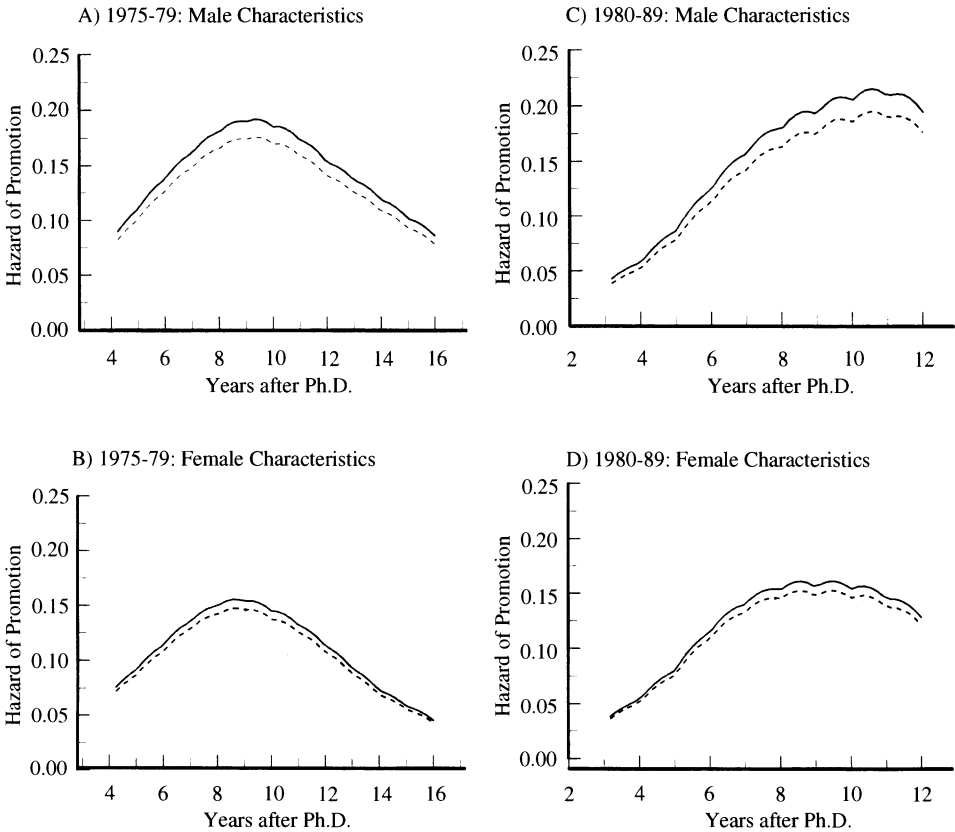 A) 1975-79: Male Characteristics
Hazard of Promotion
0.25
0.20
0.15
0.10
0.05
0.00
4 6 8 10 12 14 16
Years after Ph.D.
C) 1980-89: Male Characteristics
Hazard of Promotion
0.25
0.20
0.15
0.10
0.05
0.00
2 4 6 8 10 12
Years after Ph.D.
B) 1975-79: Female Characteristics
Hazard of Promotion
0.25
0.20
0.15
0.10
0.05
0.00
4 6 8 10 12 14 16
Years after Ph.D.
D) 1980-89: Female Characteristics
Hazard of Promotion
0.25
0.20
0.15
0.10
0.05
0.00
2 4 6 8 10 12
Years after Ph.D.